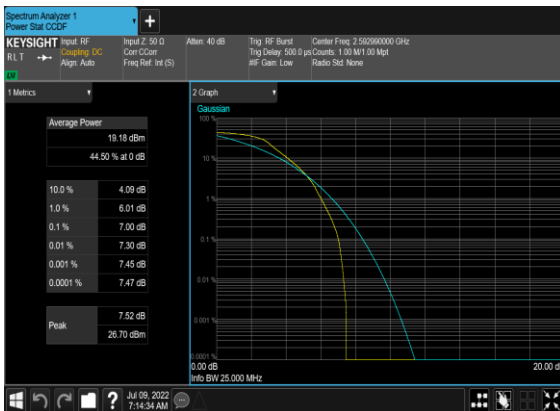 Spectrum Analyzer 1
Power Stat CCDF
KEYSIGHT
RLT
LV
Input: RF
Coupling: DC
Align: Auto
Input Z: 50 Ω
Corr CCorr
Freq Ref: Int (S)
Atten: 40 dB
Trig: RF Burst
Trig Delay: 500.0 µs
#IF Gain: Low
Center Freq: 2.592990000 GHz
Counts: 1.00 M/1.00 Mpt
Radio Std: None
1 Metrics
Average Power
19.18 dBm
44.50 % at 0 dB
10.0 % 4.09 dB
1.0 % 6.01 dB
0.1 % 7.00 dB
0.01 % 7.30 dB
0.001 % 7.45 dB
0.0001 % 7.47 dB
Peak 7.52 dB
26.70 dBm
2 Graph
Gaussian
100 %
10 %
1 %
0.1 %
0.01 %
0.001 %
0.0001 %
0.00 dB 20.00 d
Info BW 25.000 MHz
Jul 09, 2022
7:14:34 AM